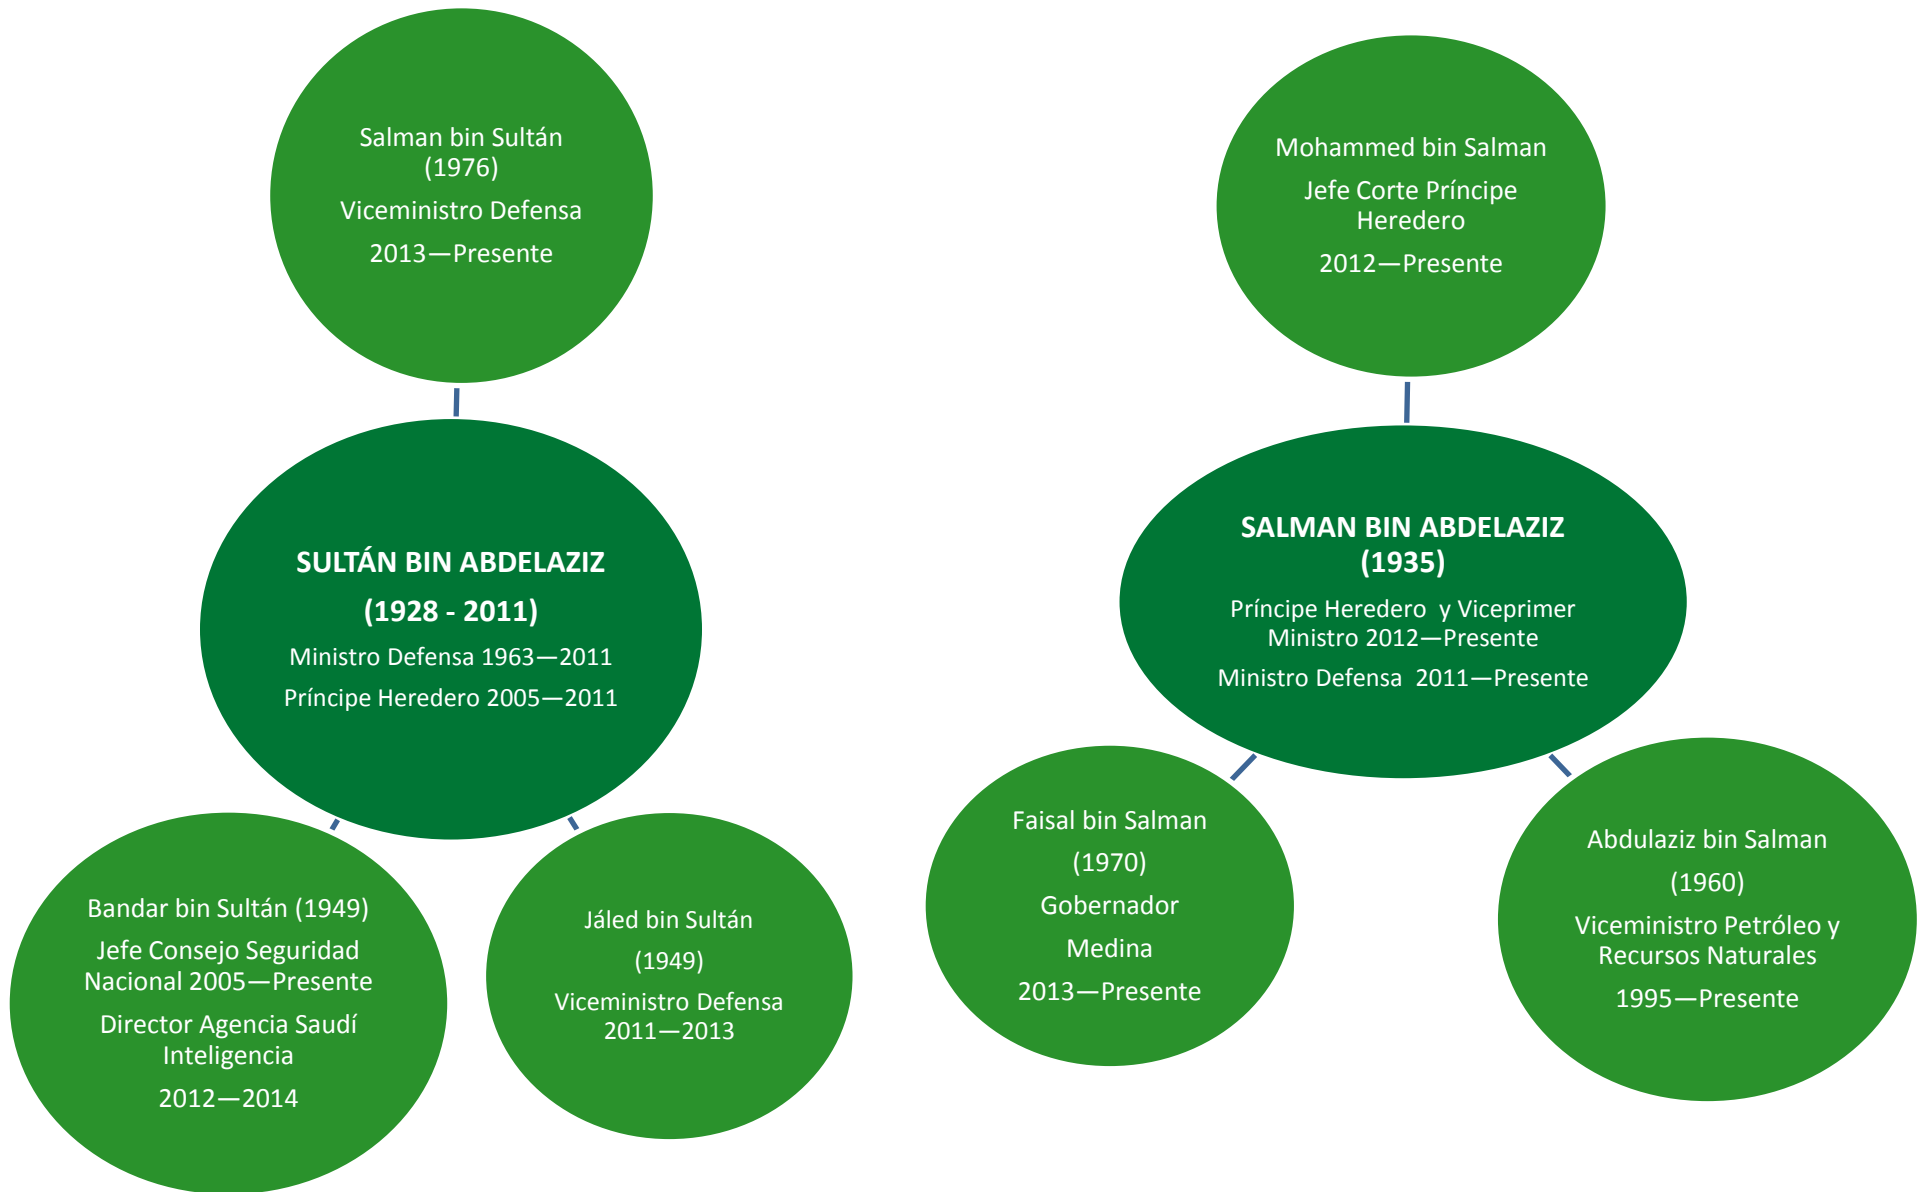 Salman bin Sultán
(1976)
Viceministro Defensa
2013—Presente
SULTÁN BIN ABDELAZIZ
(1928 - 2011)
Ministro Defensa 1963—2011
Príncipe Heredero 2005—2011
Bandar bin Sultán (1949)
Jefe Consejo Seguridad
Nacional 2005—Presente
Director Agencia Saudí
Inteligencia
2012—2014
Jáled bin Sultán
(1949)
Viceministro Defensa
2011—2013
Mohammed bin Salman
Jefe Corte Príncipe
Heredero
2012—Presente
SALMAN BIN ABDELAZIZ
(1935)
Príncipe Heredero  y Viceprimer
Ministro 2012—Presente
Ministro Defensa  2011—Presente
Faisal bin Salman
(1970)
Gobernador
Medina
2013—Presente
Abdulaziz bin Salman
(1960)
Viceministro Petróleo y
Recursos Naturales
1995—Presente